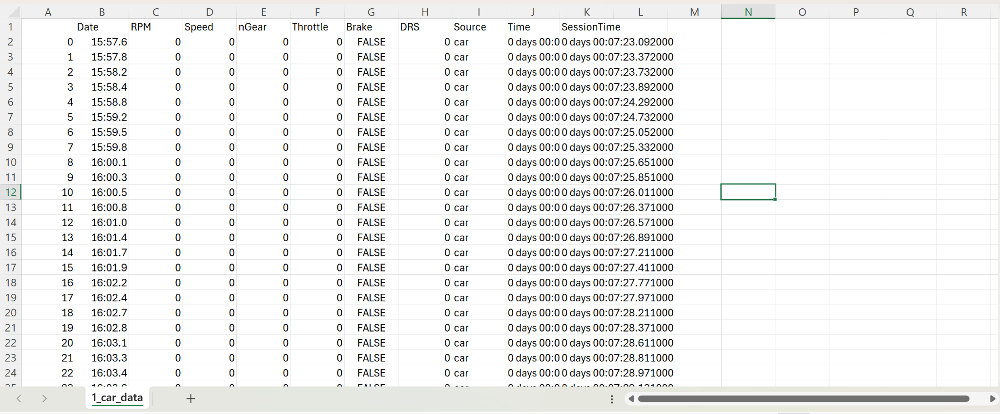 A B C D E F G H I J K L M N O P Q R
1 Date RPM Speed nGear Throttle Brake DRS Source Time SessionTime
2 0 15:57.6 0 0 0 0 FALSE 0 car 0 days 00:0 0 days 00:07:23.092000
3 1 15:57.8 0 0 0 0 FALSE 0 car 0 days 00:0 0 days 00:07:23.372000
4 2 15:58.2 0 0 0 0 FALSE 0 car 0 days 00:0 0 days 00:07:23.732000
5 3 15:58.4 0 0 0 0 FALSE 0 car 0 days 00:0 0 days 00:07:23.892000
6 4 15:58.8 0 0 0 0 FALSE 0 car 0 days 00:0 0 days 00:07:24.292000
7 5 15:59.2 0 0 0 0 FALSE 0 car 0 days 00:0 0 days 00:07:24.732000
8 6 15:59.5 0 0 0 0 FALSE 0 car 0 days 00:0 0 days 00:07:25.052000
9 7 15:59.8 0 0 0 0 FALSE 0 car 0 days 00:0 0 days 00:07:25.332000
10 8 16:00.1 0 0 0 0 FALSE 0 car 0 days 00:0 0 days 00:07:25.651000
11 9 16:00.3 0 0 0 0 FALSE 0 car 0 days 00:0 0 days 00:07:25.851000
12 10 16:00.5 0 0 0 0 FALSE 0 car 0 days 00:0 0 days 00:07:26.011000
13 11 16:00.8 0 0 0 0 FALSE 0 car 0 days 00:0 0 days 00:07:26.371000
14 12 16:01.0 0 0 0 0 FALSE 0 car 0 days 00:0 0 days 00:07:26.571000
15 13 16:01.4 0 0 0 0 FALSE 0 car 0 days 00:0 0 days 00:07:26.891000
16 14 16:01.7 0 0 0 0 FALSE 0 car 0 days 00:0 0 days 00:07:27.211000
17 15 16:01.9 0 0 0 0 FALSE 0 car 0 days 00:0 0 days 00:07:27.411000
18 16 16:02.2 0 0 0 0 FALSE 0 car 0 days 00:0 0 days 00:07:27.771000
19 17 16:02.4 0 0 0 0 FALSE 0 car 0 days 00:0 0 days 00:07:27.971000
20 18 16:02.7 0 0 0 0 FALSE 0 car 0 days 00:0 0 days 00:07:28.211000
21 19 16:02.8 0 0 0 0 FALSE 0 car 0 days 00:0 0 days 00:07:28.371000
22 20 16:03.1 0 0 0 0 FALSE 0 car 0 days 00:0 0 days 00:07:28.611000
23 21 16:03.3 0 0 0 0 FALSE 0 car 0 days 00:0 0 days 00:07:28.811000
24 22 16:03.4 0 0 0 0 FALSE 0 car 0 days 00:0 0 days 00:07:28.971000
1_car_data